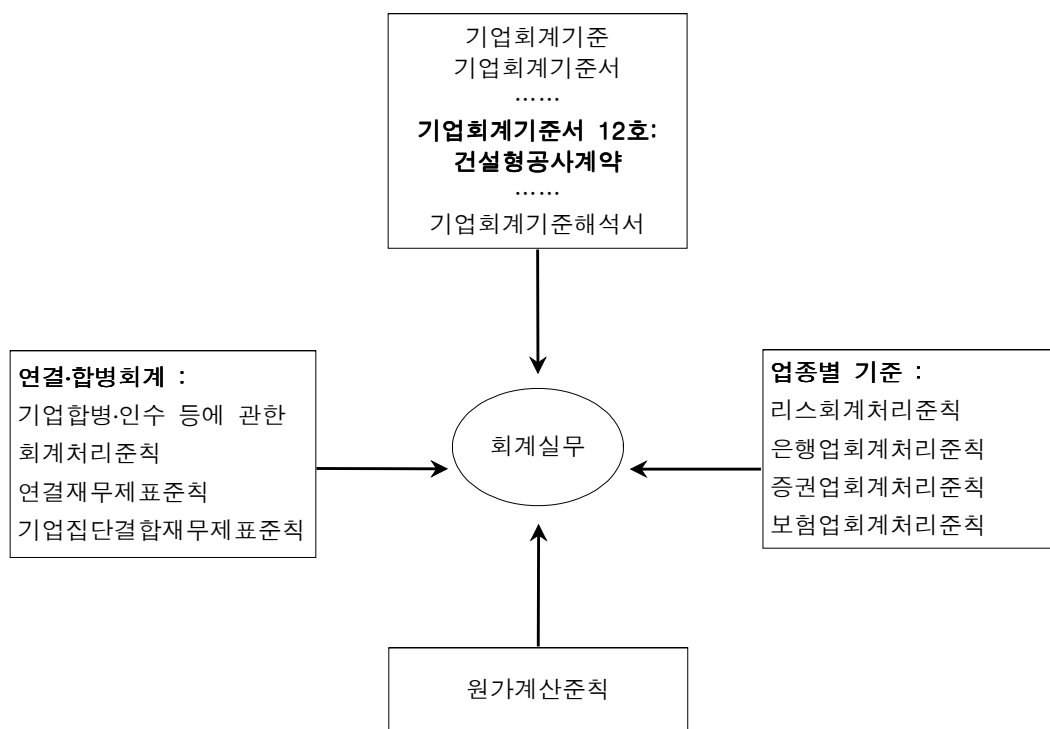 기업회계기준
기업회계기준서
……
기업회계기준서 12호:
건설형공사계약
……
기업회계기준해석서
연결·합병회계 :
기업합병·인수 등에 관한
회계처리준칙
연결재무제표준칙
기업집단결합재무제표준칙
회계실무
업종별 기준 :
리스회계처리준칙
은행업회계처리준칙
증권업회계처리준칙
보험업회계처리준칙
원가계산준칙